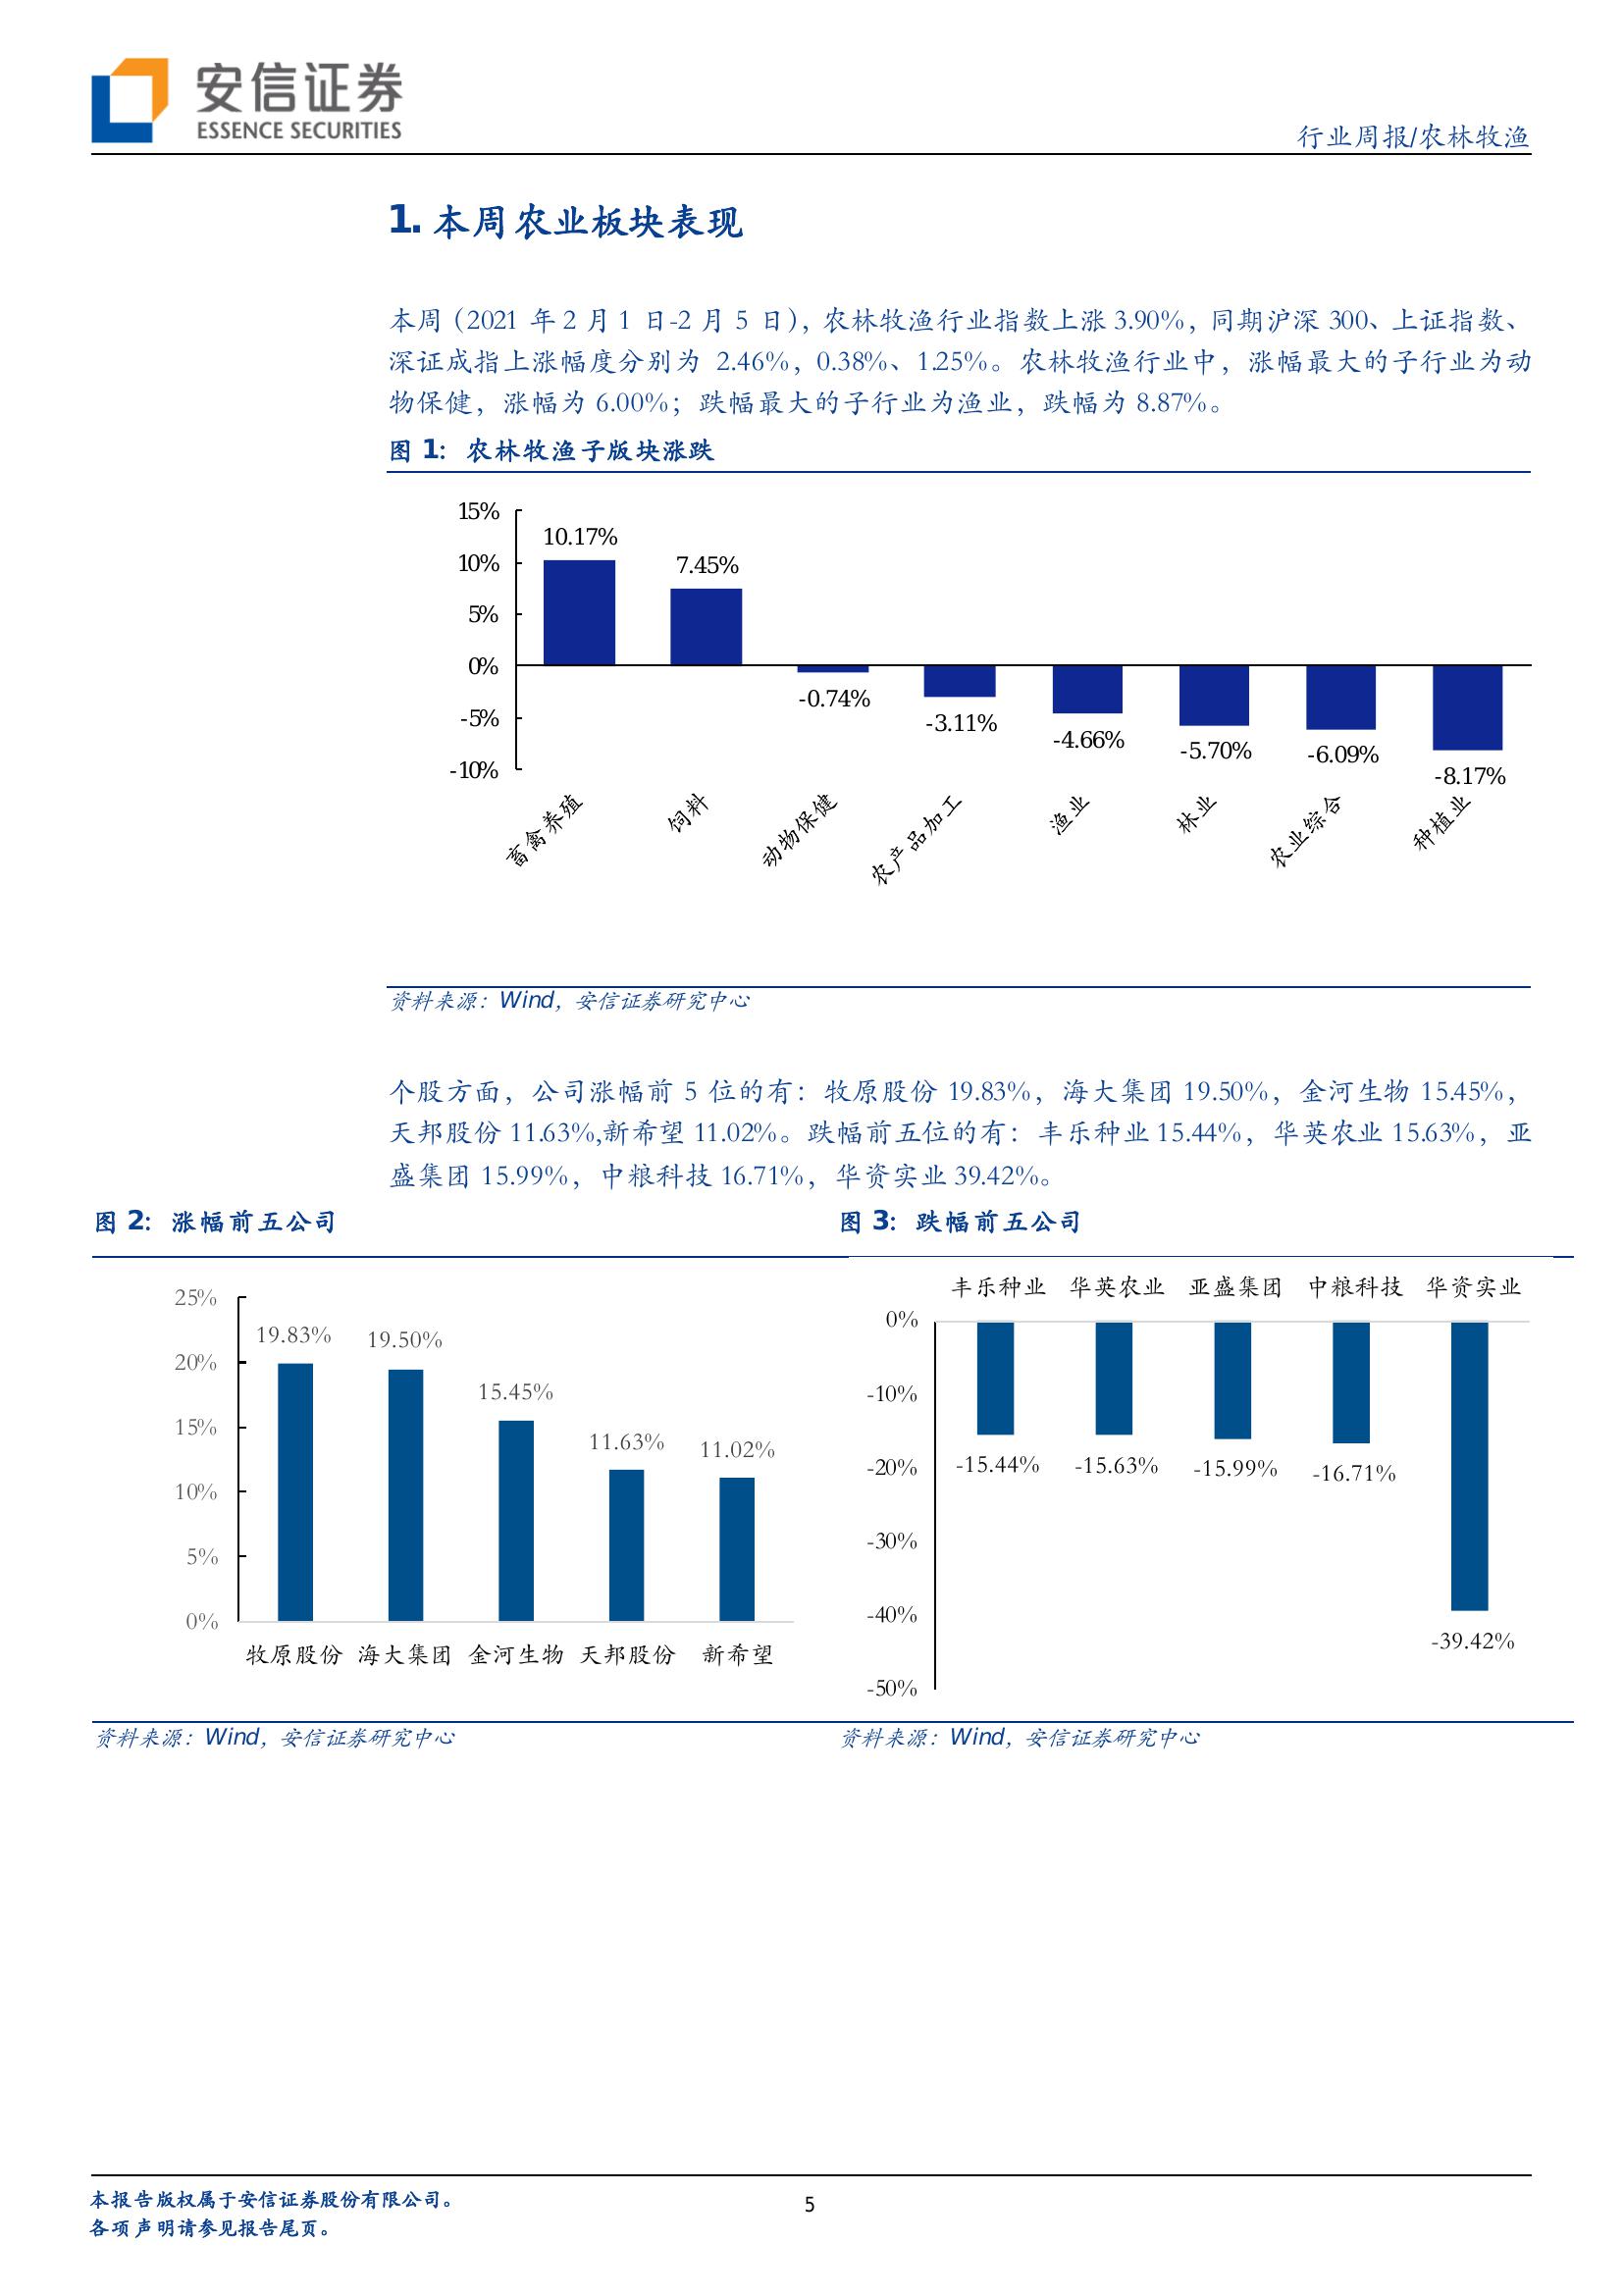 安信证券
ESSENCE SECURITIES
行业周报/农林牧渔
1. 本周农业板块表现
本周（2021 年 2 月 1 日-2 月 5 日），农林牧渔行业指数上涨 3.90%，同期沪深 300、上证指数、
深证成指上涨幅度分别为 2.46%，0.38%、1.25%。农林牧渔行业中，涨幅最大的子行业为动
物保健，涨幅为 6.00%；跌幅最大的子行业为渔业，跌幅为 8.87%。
图 1：农林牧渔子版块涨跌
15%
10%
5%
0%
-5%
-10%
10.17%
7.45%
-0.74%
-3.11%
-4.66%
-5.70%
-6.09%
-8.17%
畜禽养殖
饲料
动物保健
农产品加工
渔业
林业
农业综合
种植业
资料来源：Wind，安信证券研究中心
个股方面，公司涨幅前 5 位的有：牧原股份 19.83%，海大集团 19.50%，金河生物 15.45%，
天邦股份 11.63%,新希望 11.02%。跌幅前五位的有：丰乐种业 15.44%，华英农业 15.63%，亚
盛集团 15.99%，中粮科技 16.71%，华资实业 39.42%。
图 2：涨幅前五公司
25%
20%
15%
10%
5%
0%
19.83%
19.50%
15.45%
11.63%
11.02%
牧原股份 海大集团 金河生物 天邦股份 新希望
资料来源：Wind，安信证券研究中心
图 3：跌幅前五公司
丰乐种业 华英农业 亚盛集团 中粮科技 华资实业
0%
-10%
-20%
-30%
-40%
-50%
-15.44%
-15.63%
-15.99%
-16.71%
-39.42%
资料来源：Wind，安信证券研究中心
本报告版权属于安信证券股份有限公司。
各项声明请参见报告尾页。
5